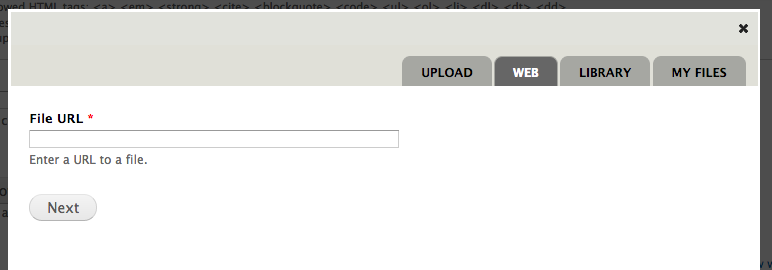 owed HTML tags: <a> <em> <strong> <cite> <blockquote> <code> <ul> <ol> <li> <dl> <dt> <dd>
UPLOAD WEB LIBRARY MY FILES
File URL *
Enter a URL to a file.
Next